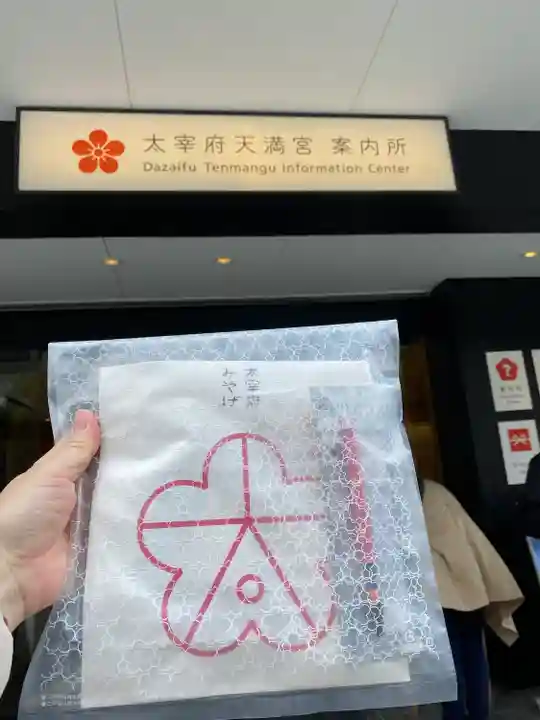 太宰府天満宮 案内所
Dazaifu Tenmangu Information Center
太宰府
みやげ
?